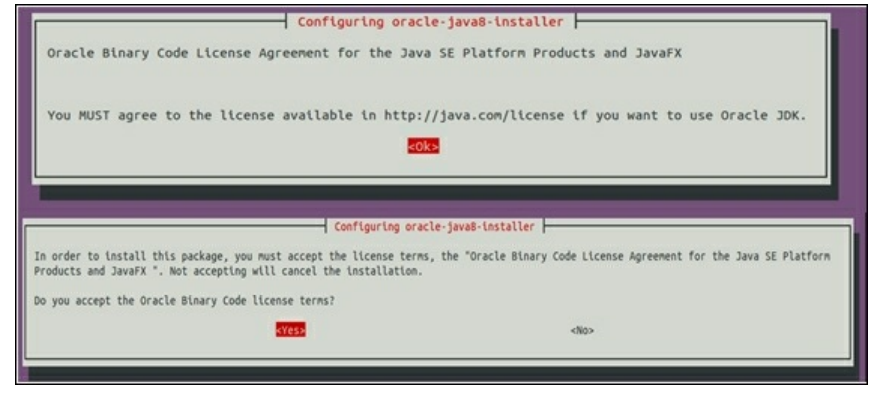 Configuring oracle-java8-installer
Oracle Binary Code License Agreement for the Java SE Platform Products and JavaFX
You MUST agree to the license available in http://java.com/license if you want to use Oracle JDK.
<Ok>
Configuring oracle-java8-installer
In order to install this package, you must accept the license terms, the "Oracle Binary Code License Agreement for the Java SE Platform
Products and JavaFX ". Not accepting will cancel the installation.
Do you accept the Oracle Binary Code license terms?
<Yes> <No>